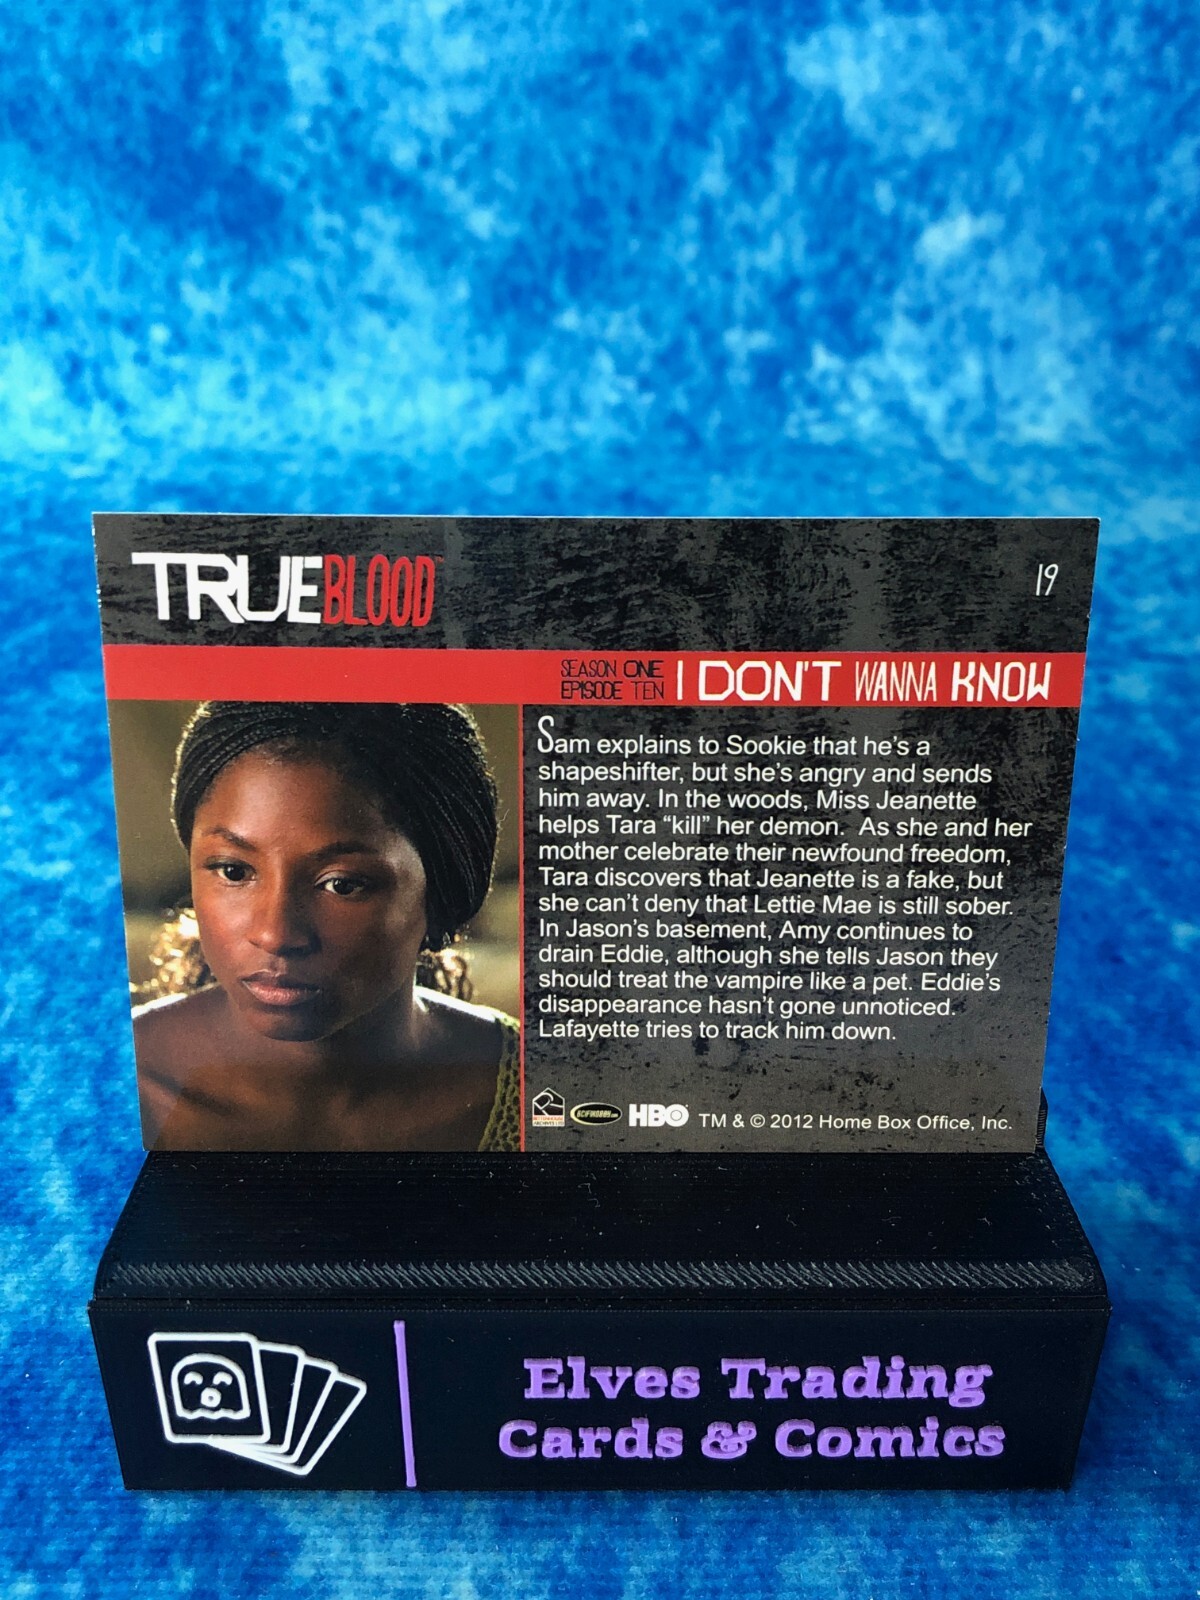 TRUEBLOOD™
19
SEASON ONE
EPISODE TEN
I DON'T WANNA KNOW
Sam explains to Sookie that he's a
shapeshifter, but she's angry and sends
him away. In the woods, Miss Jeanette
helps Tara “kill” her demon.  As she and her
mother celebrate their newfound freedom,
Tara discovers that Jeanette is a fake, but
she can't deny that Lettie Mae is still sober.
In Jason's basement, Amy continues to
drain Eddie, although she tells Jason they
should treat the vampire like a pet. Eddie's
disappearance hasn't gone unnoticed.
Lafayette tries to track him down.
HBO TM & © 2012 Home Box Office, Inc.
Elves Trading
Cards & Comics